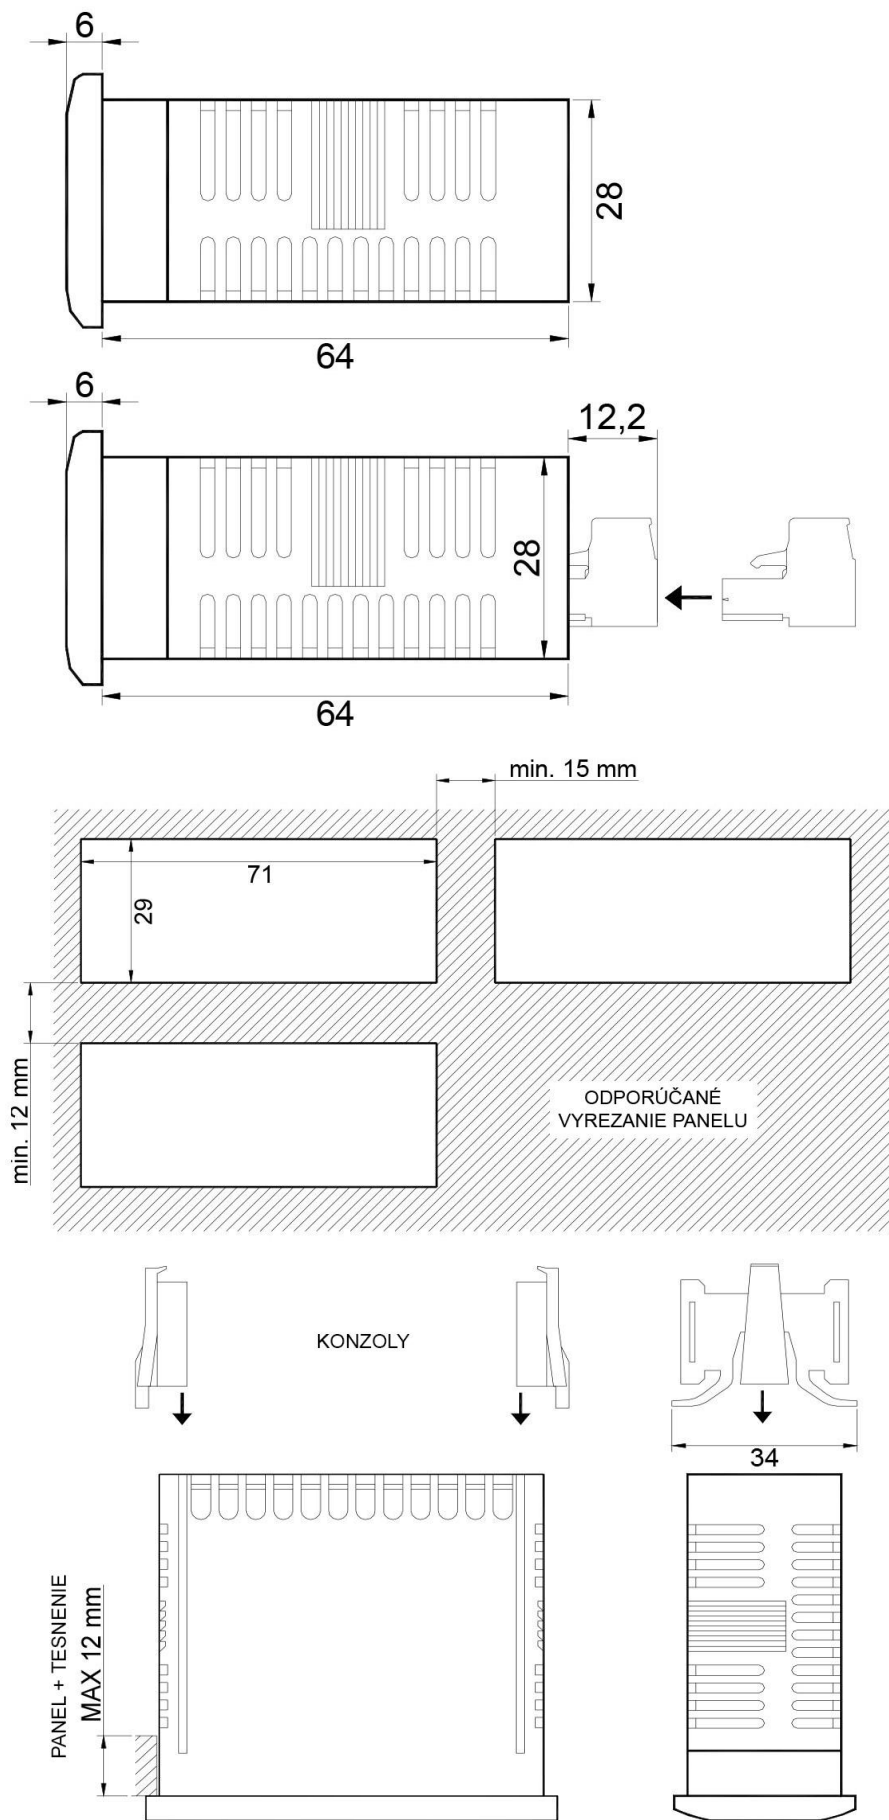 6
28
64
6
12,2
28
64
min. 15 mm
71
29
min. 12 mm
ODPORÚČANÉ
VYREZANIE PANELU
KONZOLY
34
PANEL + TESNENIE
MAX 12 mm